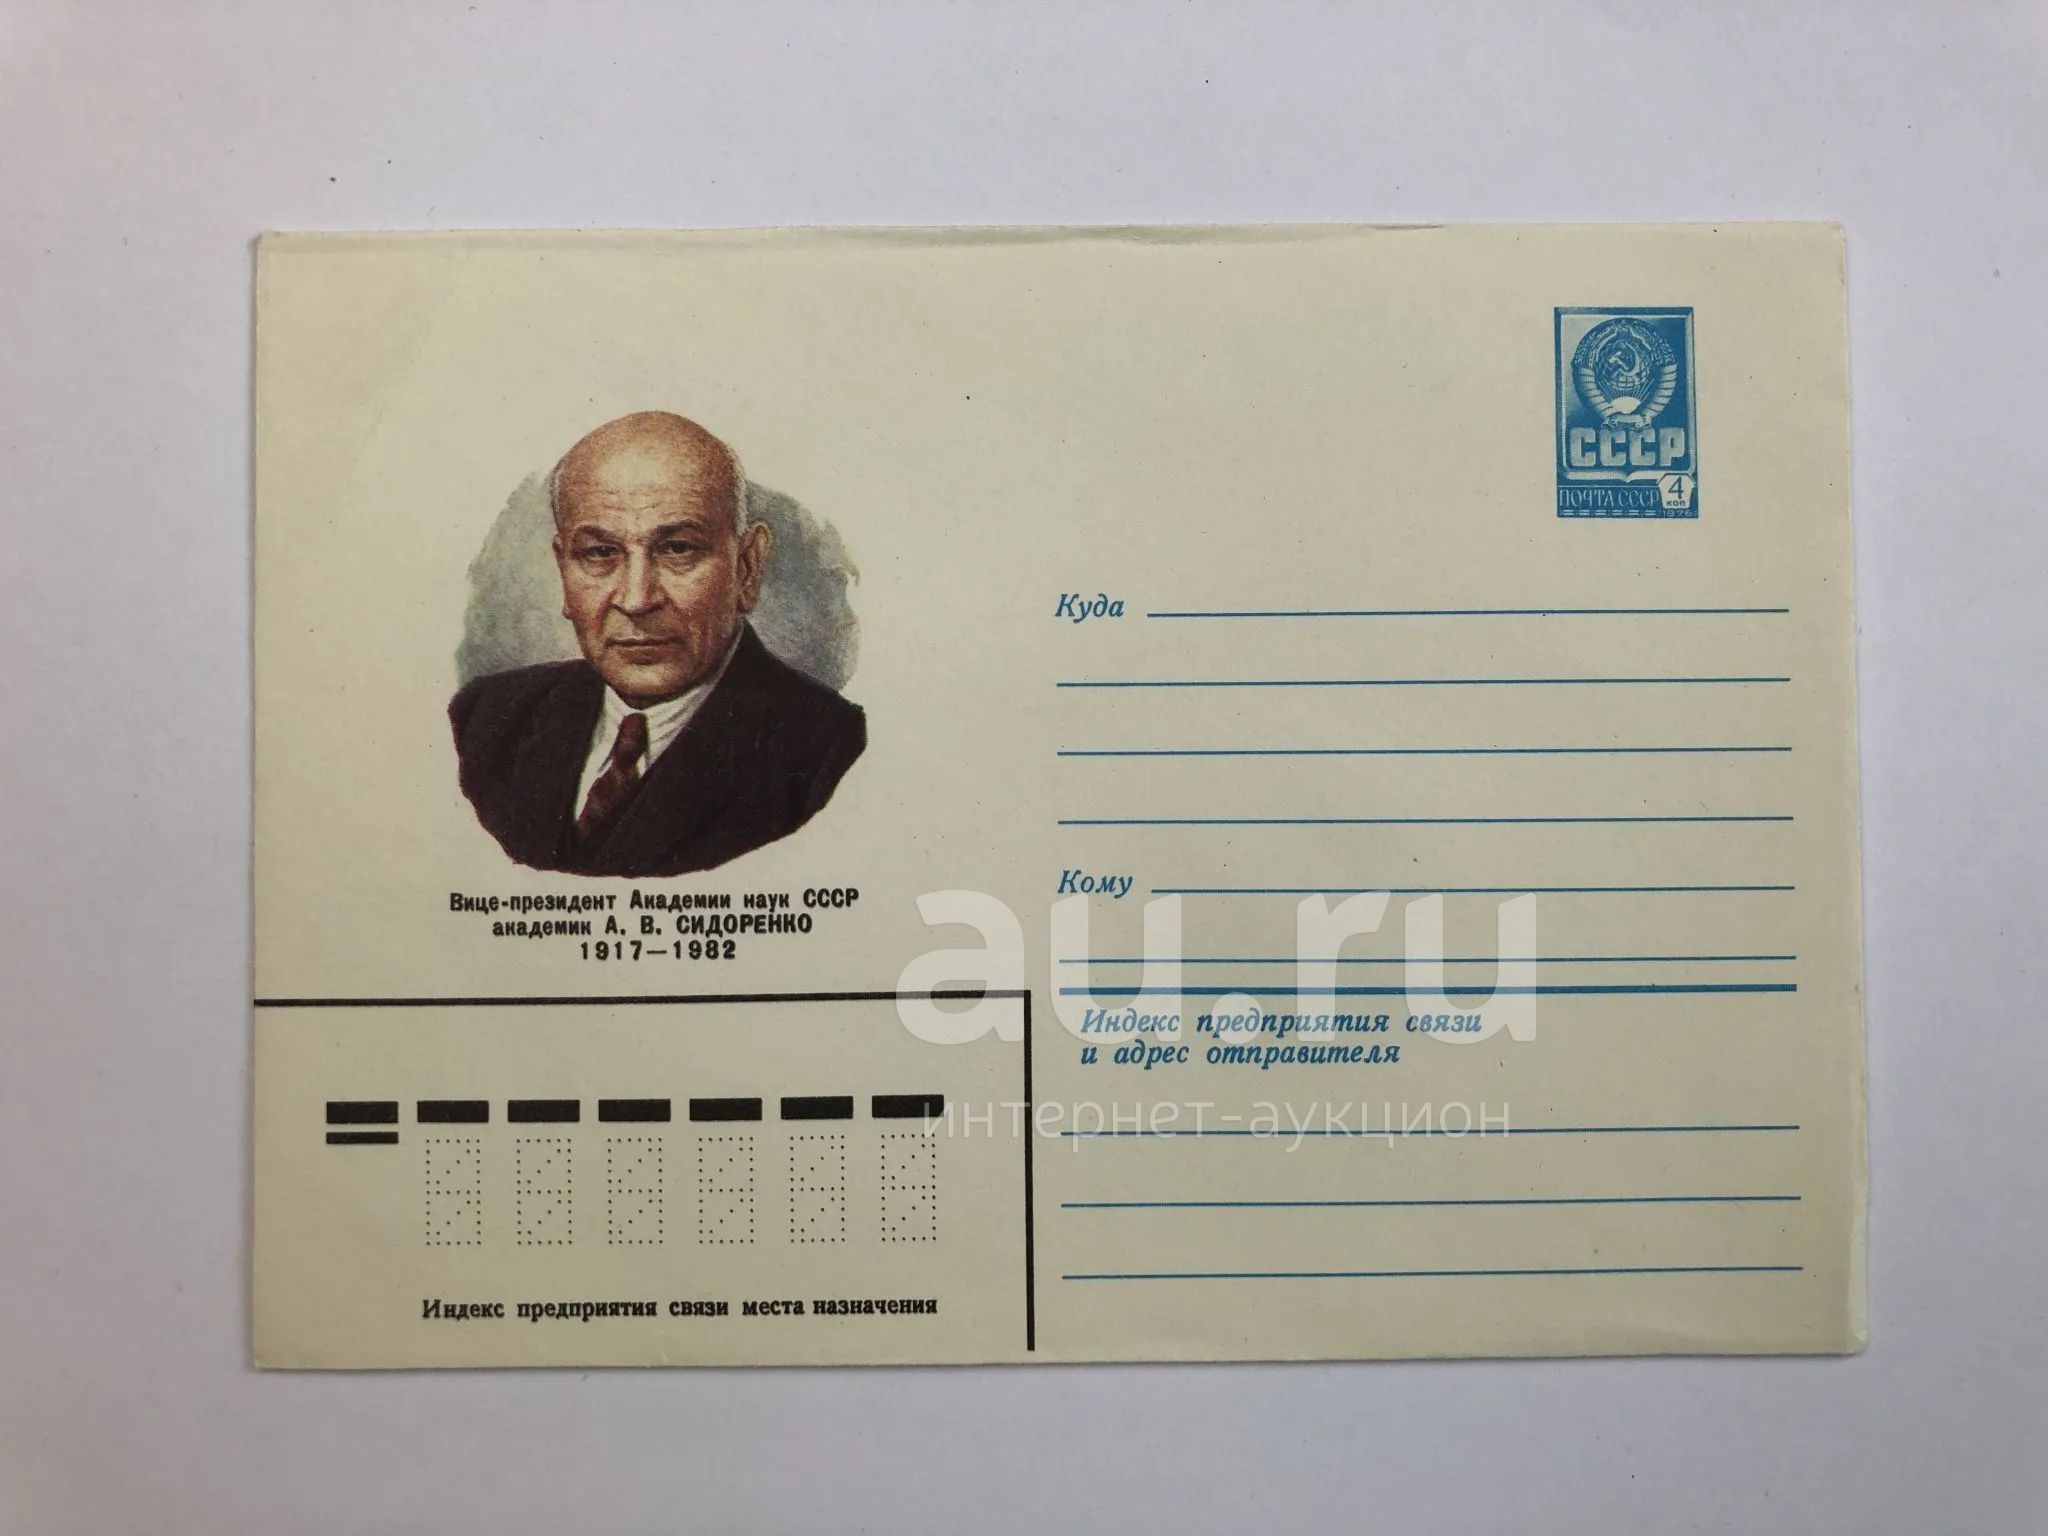 СССР
ПОЧТА СССР 4 коп
1976
Куда
Вице-президент Академии наук СССР
академик А. В. СИДОРЕНКО
1917—1982
Кому
au.ru
интернет-аукцион
Индекс предприятия связи
и адрес отправителя
Индекс предприятия связи места назначения